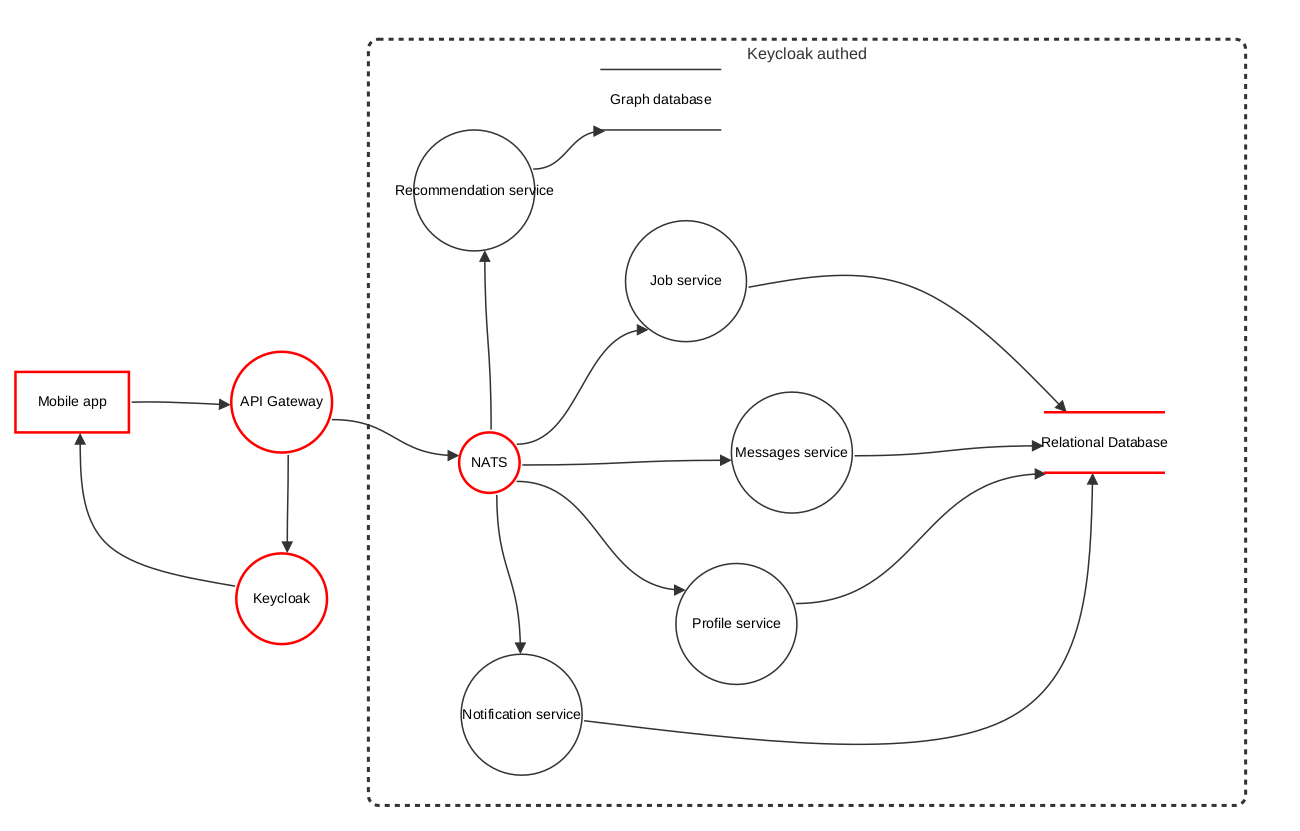 Keycloak authed
Graph database
Recommendation service
Job service
Mobile app
API Gateway
NATS
Messages service
Relational Database
Keycloak
Profile service
Notification service